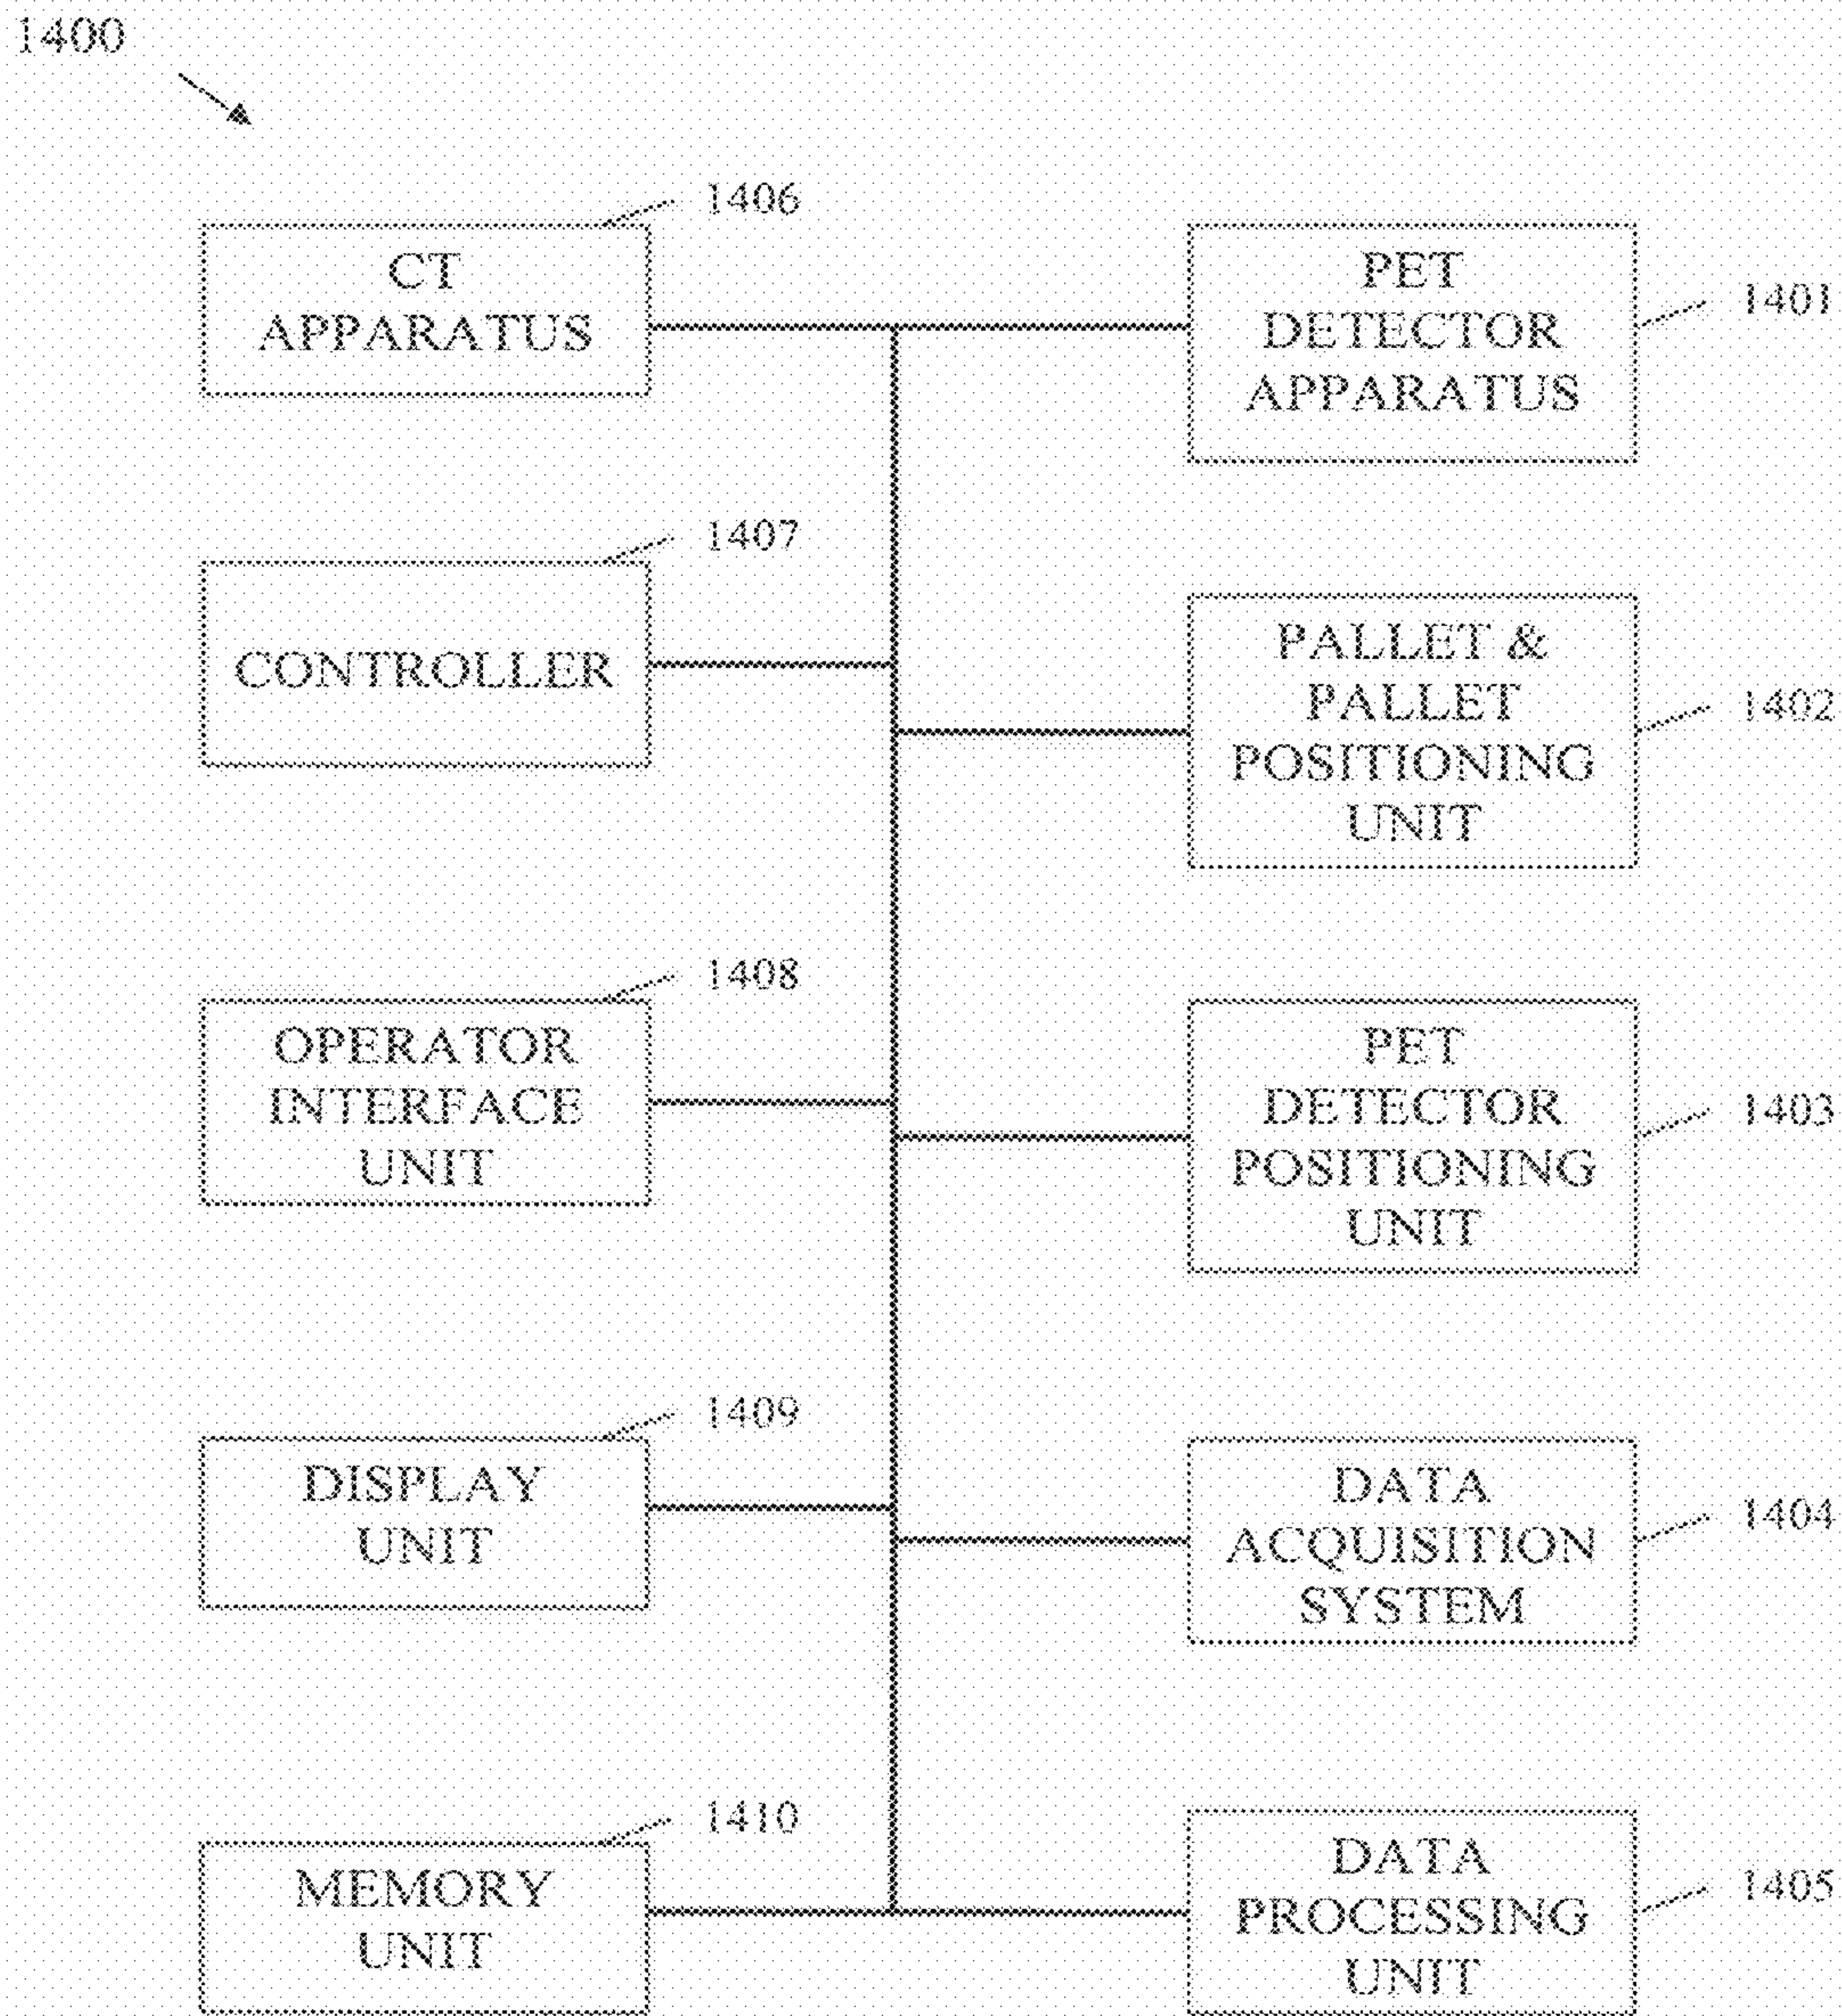 1400
1406
CT
APPARATUS
PET
DETECTOR
APPARATUS
1401
1407
CONTROLLER
PALLET &
PALLET
POSITIONING
UNIT
1402
1408
OPERATOR
INTERFACE
UNIT
PET
DETECTOR
POSITIONING
UNIT
1403
1409
DISPLAY
UNIT
DATA
ACQUISITION
SYSTEM
1404
1410
MEMORY
UNIT
DATA
PROCESSING
UNIT
1405